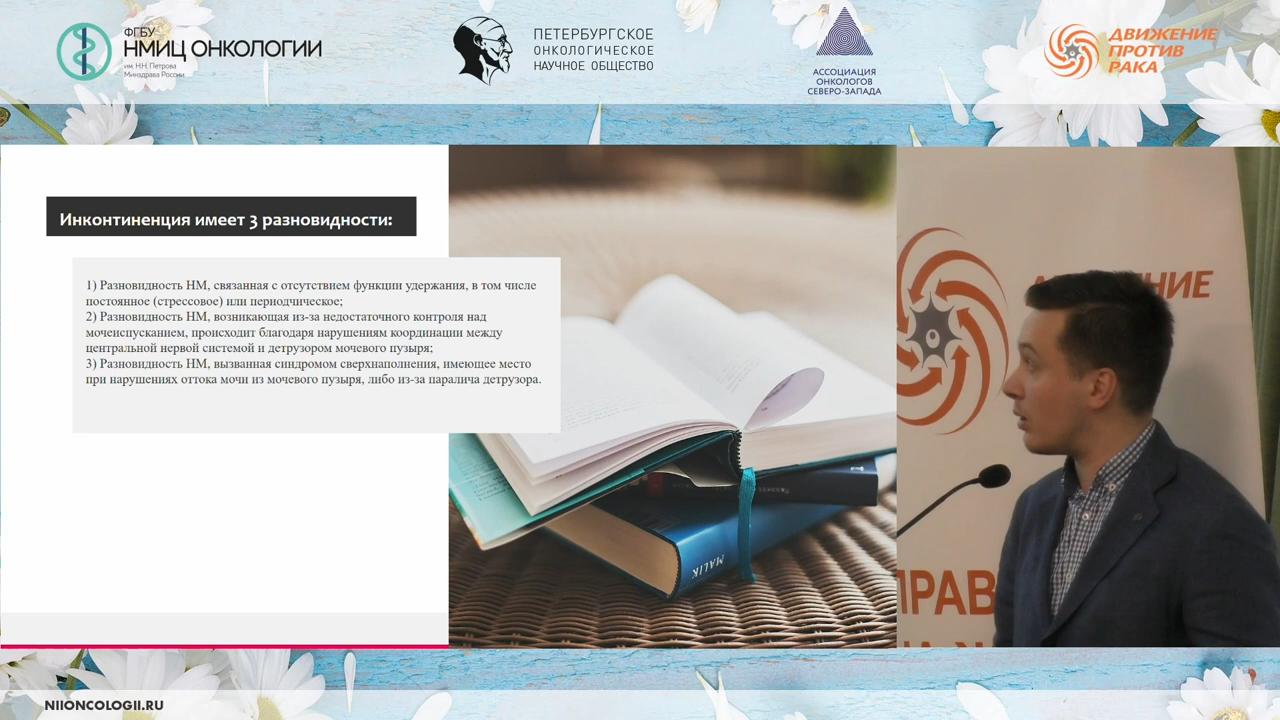 ФГБУ
НМИЦ ОНКОЛОГИИ
им. Н.Н. Петрова
Минздрава России
ПЕТЕРБУРГСКОЕ
ОНКОЛОГИЧЕСКОЕ
НАУЧНОЕ ОБЩЕСТВО
АССОЦИАЦИЯ
ОНКОЛОГОВ
СЕВЕРО-ЗАПАДА
ДВИЖЕНИЕ
ПРОТИВ
РАКА
Инконтиненция имеет 3 разновидности:
1) Разновидность НМ, связанная с отсутствием функции удержания, в том числе
постоянное (стрессовое) или периодчическое;
2) Разновидность НМ, возникающая из-за недостаточного контроля над
мочеиспусканием, происходит благодаря нарушениям координации между
центральной нервой системой и детрузором мочевого пузыря;
3) Разновидность НМ, вызванная синдромом сверхнаполнения, имеющее место
при нарушениях оттока мочи из мочевого пузыря, либо из-за паралича детрузора.
MALIK
ПРАВ
NIIONCOLOGII.RU